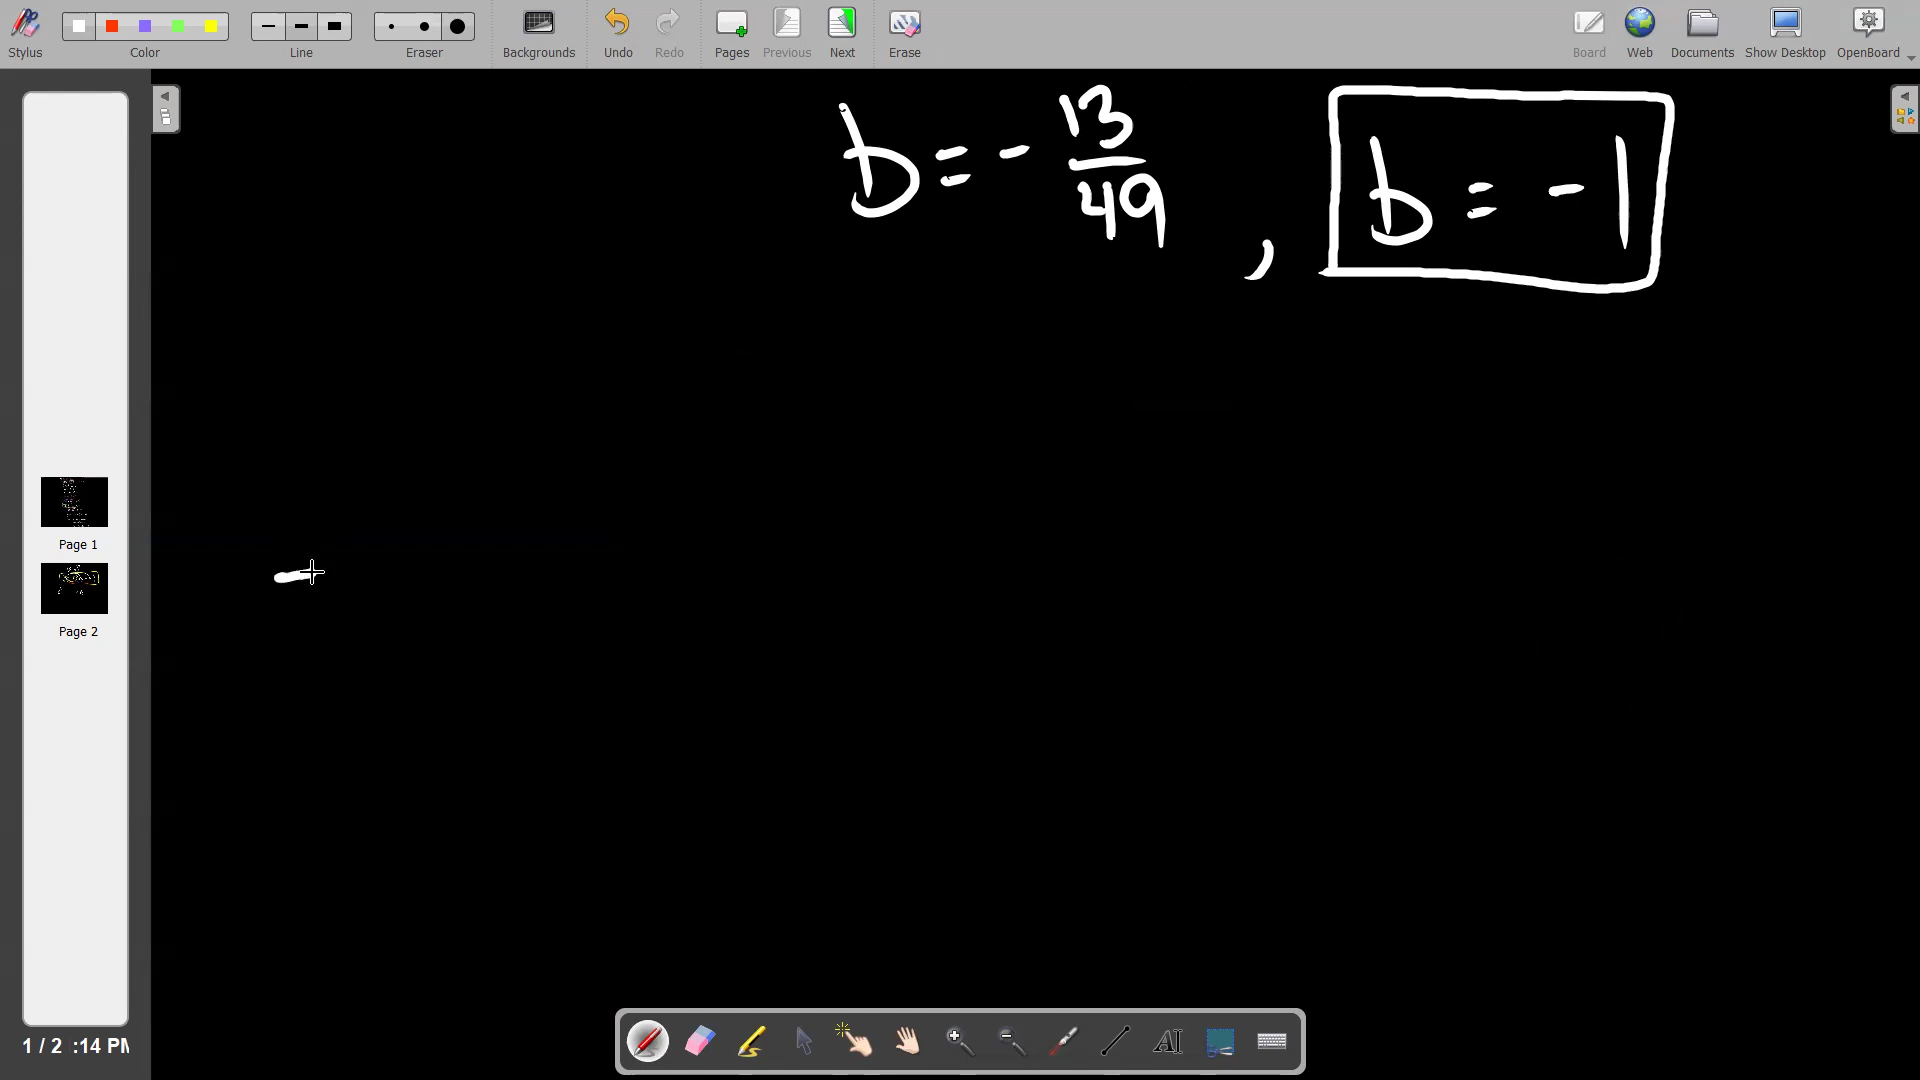 Stylus Color Line Eraser Backgrounds Undo Redo Pages Previous Next Erase Board Web Documents Show Desktop OpenBoard
b = - 13/49 , b = - 1
Page 1
Page 2
1 / 2 :14 PM